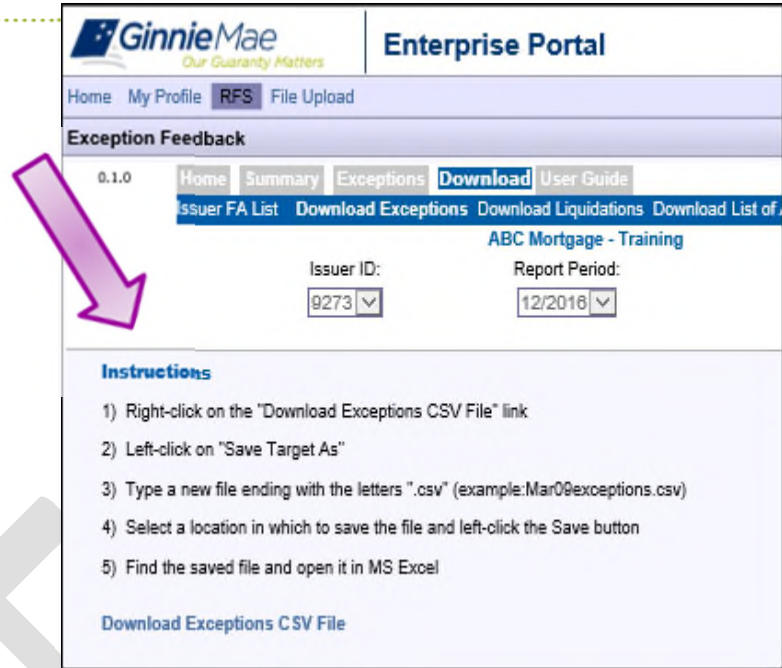 GinnieMae
Our Guaranty Matters
Enterprise Portal
Home My Profile RFS File Upload
Exception Feedback
0.1.0 Home Summary Exceptions Download User Guide
Issuer FA List Download Exceptions Download Liquidations Download List of
ABC Mortgage - Training
Issuer ID: Report Period:
9273 12/2016
Instructions
1) Right-click on the "Download Exceptions CSV File" link
2) Left-click on "Save Target As"
3) Type a new file ending with the letters ".csv" (example:Mar09exceptions.csv)
4) Select a location in which to save the file and left-click the Save button
5) Find the saved file and open it in MS Excel
Download Exceptions CSV File